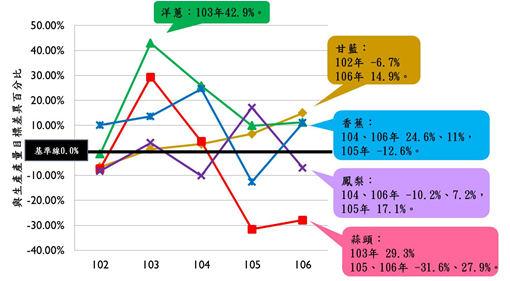 洋蔥：103年42.9%。
50.00%
40.00%
30.00%
20.00%
10.00%
基準線0.0%
-10.00%
-20.00%
-30.00%
-40.00%
與生產產量目標差異百分比
102
103
104
105
106
甘藍：
102年 -6.7%
106年 14.9%。
香蕉：
104、106年 24.6%、11%，
105年 -12.6%。
鳳梨：
104、106年 -10.2%、7.2%，
105年 17.1%。
蒜頭：
103年 29.3%
105、106年 -31.6%、27.9%。